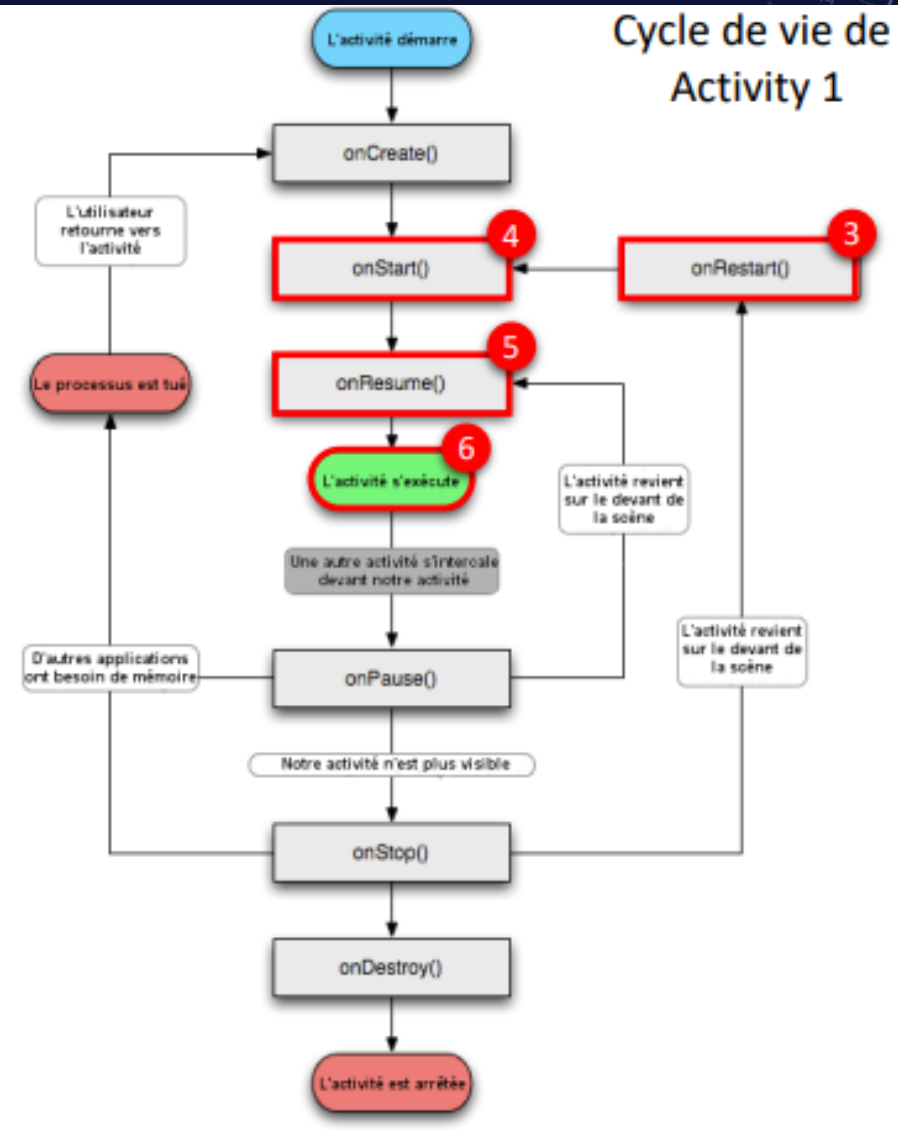 Cycle de vie de
Activity 1
L'activité démarre
onCreate()
L'utilisateur
retourne vers
l'activité
4
onStart()
3
onRestart()
5
onResume()
Le processus est tué
6
L'activité s'exécute
L'activité revient
sur le devant de
la scène
Une autre activité s'intercale
devant notre activité
L'activité revient
sur le devant de
la scène
D'autres applications
ont besoin de mémoire
onPause()
Notre activité n'est plus visible
onStop()
onDestroy()
L'activité est arrêtée